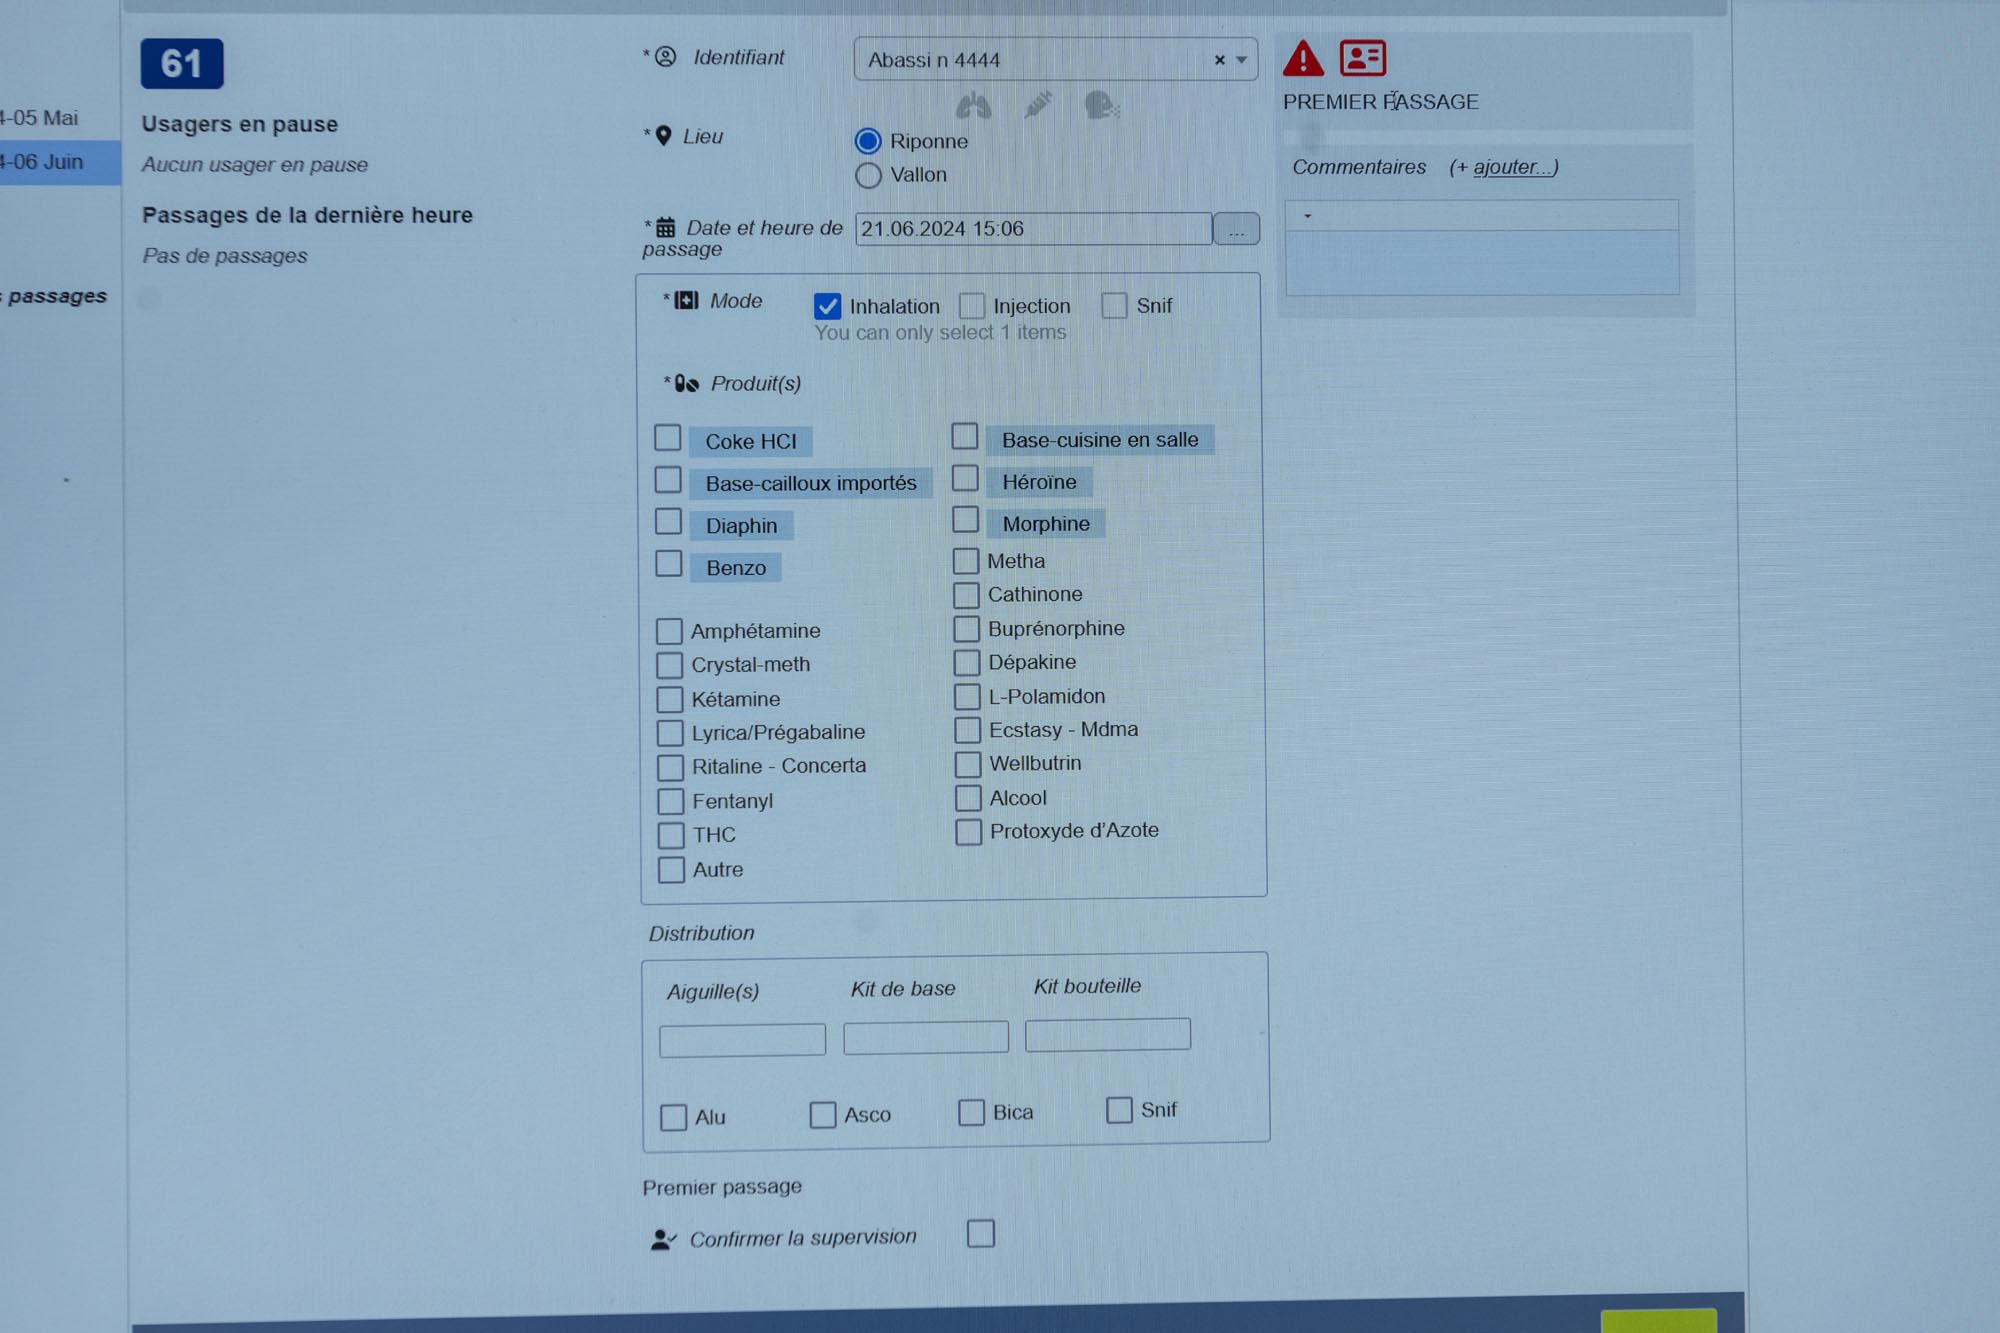 61
4-05 Mai
4-06 Juin
passages
Usagers en pause
Aucun usager en pause
Passages de la dernière heure
Pas de passages
* Identifiant
Abassi n 4444 ×
* Lieu
Riponne
Vallon
* Date et heure de passage
21.06.2024 15:06 ...
* Mode
Inhalation Injection Snif
You can only select 1 items
* Produit(s)
Coke HCl Base-cuisine en salle
Base-cailloux importés Héroïne
Diaphin Morphine
Benzo Metha
Cathinone
Amphétamine Buprénorphine
Crystal-meth Dépakine
Kétamine L-Polamidon
Lyrica/Prégabaline Ecstasy - Mdma
Ritaline - Concerta Wellbutrin
Fentanyl Alcool
THC Protoxyde d'Azote
Autre
Distribution
Aiguille(s) Kit de base Kit bouteille
Alu Asco Bica Snif
Premier passage
Confirmer la supervision
PREMIER PASSAGE
Commentaires (+ ajouter...)
-